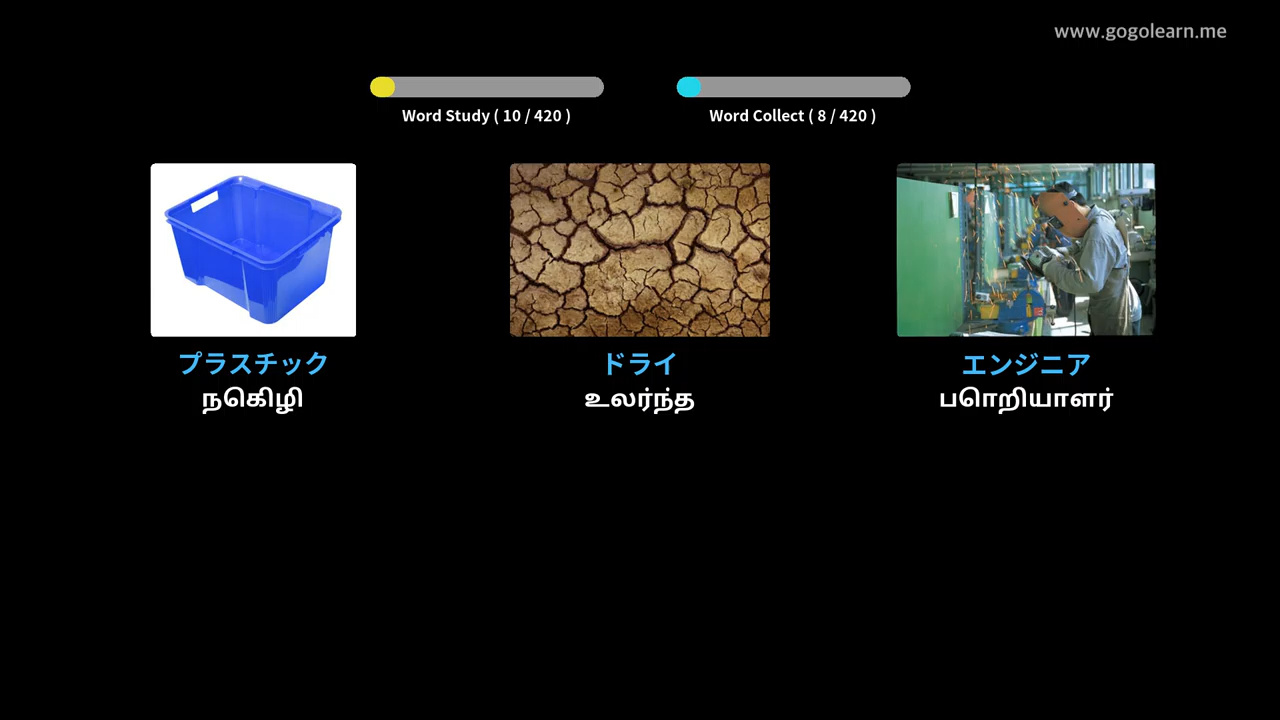 www.gogolearn.me
Word Study ( 10 / 420 )
Word Collect ( 8 / 420 )
プラスチック
ドライ
エンジニア
நெகிழி
உலர்ந்த
பொறியாளர்